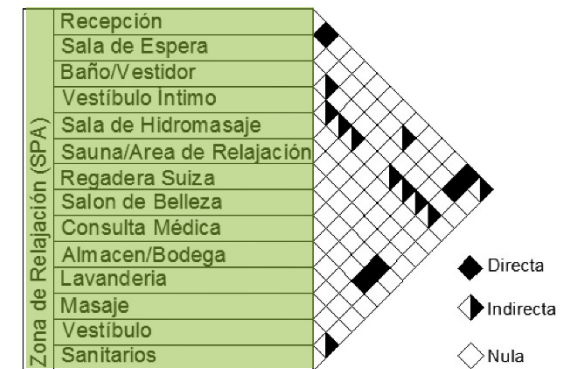 Zona de Relajación (SPA)
Recepción
Sala de Espera
Baño/Vestidor
Vestíbulo Íntimo
Sala de Hidromasaje
Sauna/Area de Relajación
Regadera Suiza
Salon de Belleza
Consulta Médica
Almacen/Bodega
Lavanderia
Masaje
Vestíbulo
Sanitarios
Directa
Indirecta
Nula